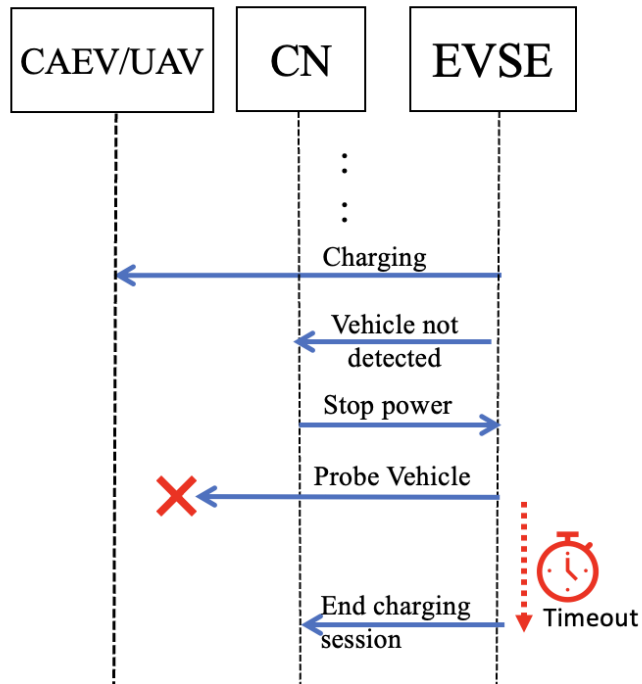 CAEV/UAV
CN
EVSE
:
:
Charging
Vehicle not
detected
Stop power
Probe Vehicle
End charging
session
Timeout